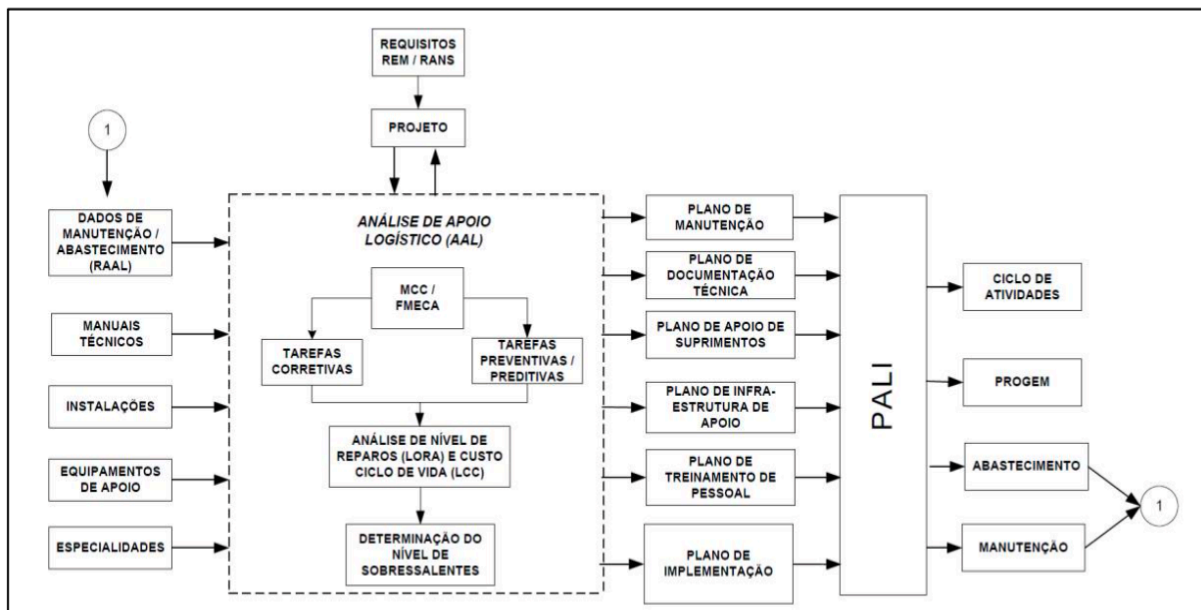 REQUISITOS
REM / RANS
PROJETO
1
DADOS DE
MANUTENÇÃO /
ABASTECIMENTO
(RAAL)
MANUAIS
TÉCNICOS
INSTALAÇÕES
EQUIPAMENTOS
DE APOIO
ESPECIALIDADES
ANÁLISE DE APOIO
LOGÍSTICO (AAL)
MCC /
FMECA
TAREFAS
CORRETIVAS
TAREFAS
PREVENTIVAS /
PREDITIVAS
ANÁLISE DE NÍVEL DE
REPAROS (LORA) E CUSTO
CICLO DE VIDA (LCC)
DETERMINAÇÃO DO
NÍVEL DE
SOBRESSALENTES
PLANO DE
MANUTENÇÃO
PLANO DE
DOCUMENTAÇÃO
TÉCNICA
PLANO DE APOIO DE
SUPRIMENTOS
PLANO DE INFRA-
ESTRUTURA DE
APOIO
PLANO DE
TREINAMENTO DE
PESSOAL
PLANO DE
IMPLEMENTAÇÃO
PALI
CICLO DE
ATIVIDADES
PROGEM
ABASTECIMENTO
MANUTENÇÃO
1